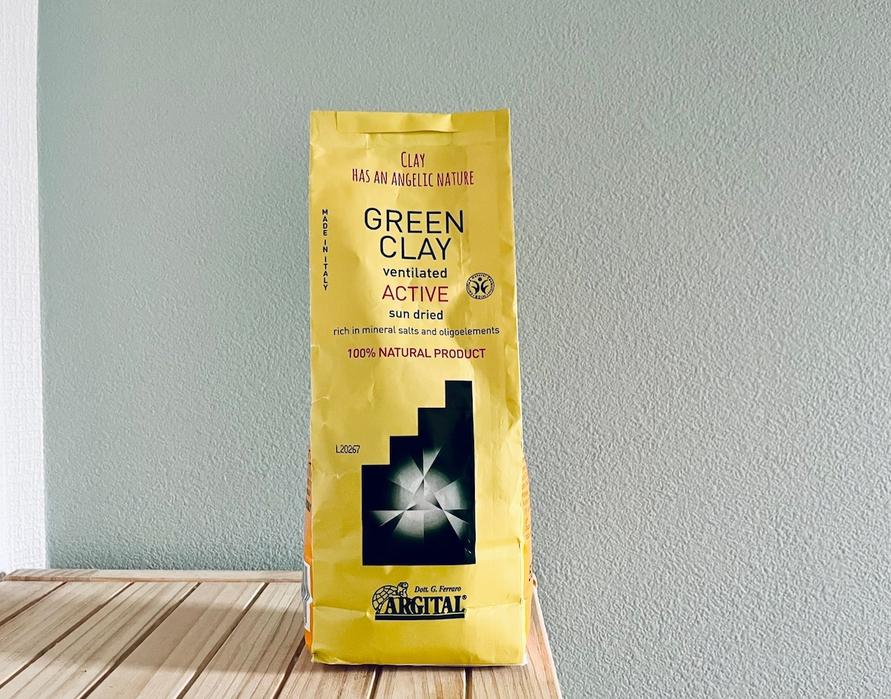 CLAY
HAS AN ANGELIC NATURE
MADE IN ITALY
GREEN
CLAY
ventilated
ACTIVE
sun dried
rich in mineral salts and oligoelements
100% NATURAL PRODUCT
L20267
Dott. G. Ferraro
ARGITAL®